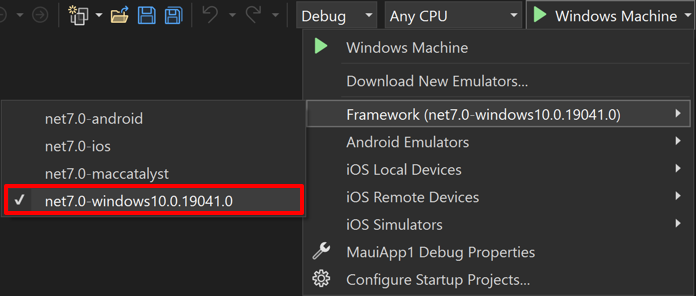 Debug
Any CPU
Windows Machine
Windows Machine
Download New Emulators...
Framework (net7.0-windows10.0.19041.0)
Android Emulators
iOS Local Devices
iOS Remote Devices
iOS Simulators
MauiApp1 Debug Properties
Configure Startup Projects...
net7.0-android
net7.0-ios
net7.0-maccatalyst
net7.0-windows10.0.19041.0